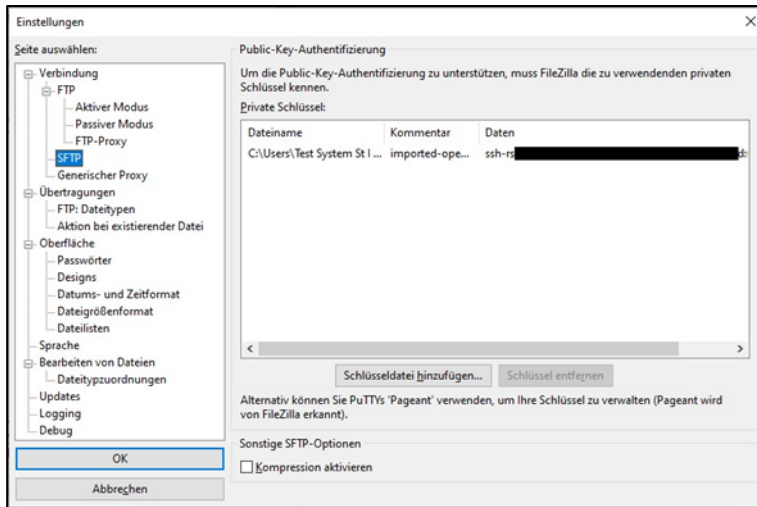 Einstellungen
Seite auswählen:
Verbindung
FTP
Aktiver Modus
Passiver Modus
FTP-Proxy
SFTP
Generischer Proxy
Übertragungen
FTP: Dateitypen
Aktion bei existierender Datei
Oberfläche
Passwörter
Designs
Datums- und Zeitformat
Dateigrößenformat
Dateilisten
Sprache
Bearbeiten von Dateien
Dateitypzuordnungen
Updates
Logging
Debug
OK
Abbrechen
Public-Key-Authentifizierung
Um die Public-Key-Authentifizierung zu unterstützen, muss FileZilla die zu verwendenden privaten
Schlüssel kennen.
Private Schlüssel:
Dateiname Kommentar Daten
C:\Users\Test System St I ... imported-ope... ssh-rs
Schlüsseldatei hinzufügen... Schlüssel entfernen
Alternativ können Sie PuTTYs 'Pageant' verwenden, um Ihre Schlüssel zu verwalten (Pageant wird
von FileZilla erkannt).
Sonstige SFTP-Optionen
Kompression aktivieren